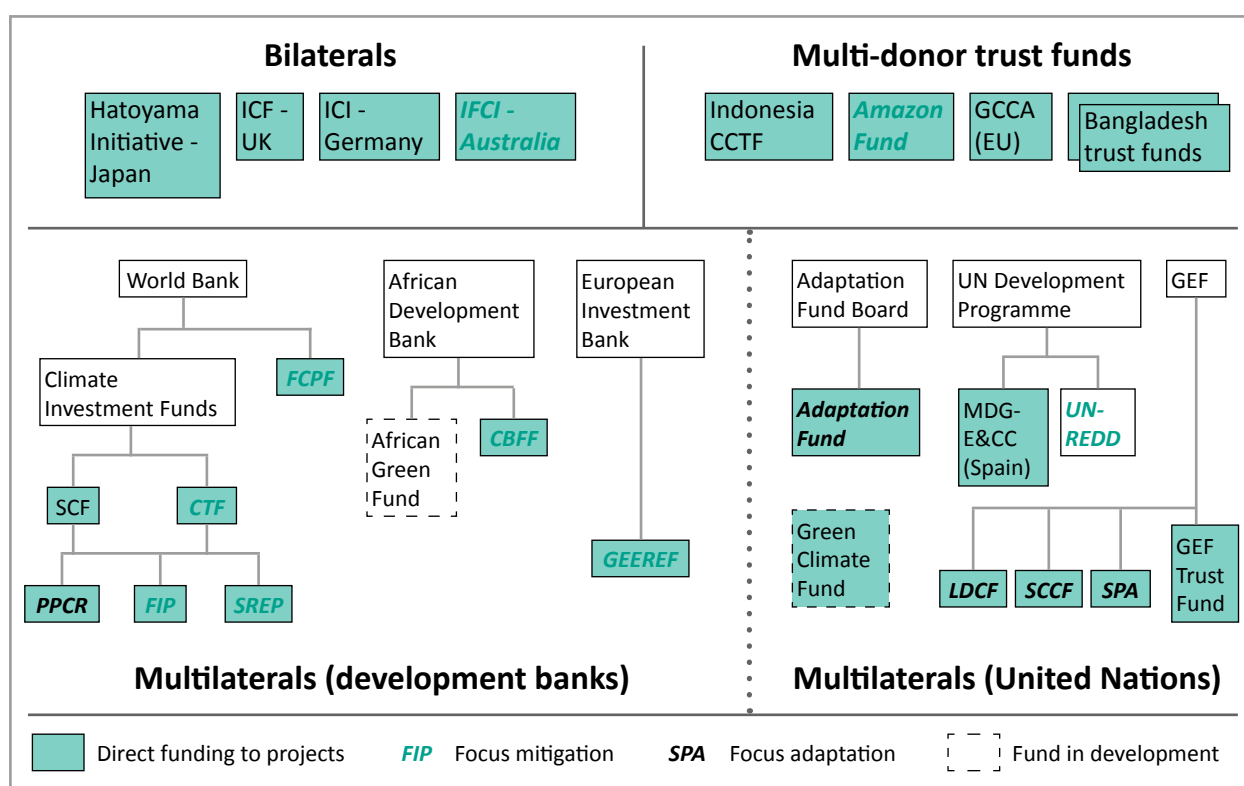 Bilaterals
Multi-donor trust funds
Hatoyama
Initiative -
Japan
ICF -
UK
ICI -
Germany
IFCI -
Australia
Indonesia
CCTF
Amazon
Fund
GCCA
(EU)
Bangladesh
trust funds
World Bank
African
Development
Bank
European
Investment
Bank
Adaptation
Fund Board
UN Development
Programme
GEF
Climate
Investment Funds
FCPF
African
Green
Fund
CBFF
Adaptation
Fund
MDG-
E&CC
(Spain)
UN-
REDD
SCF
CTF
GEEREF
Green
Climate
Fund
PPCR
FIP
SREP
LDCF
SCCF
SPA
GEF
Trust
Fund
Multilaterals (development banks)
Multilaterals (United Nations)
Direct funding to projects
FIP Focus mitigation
SPA Focus adaptation
Fund in development